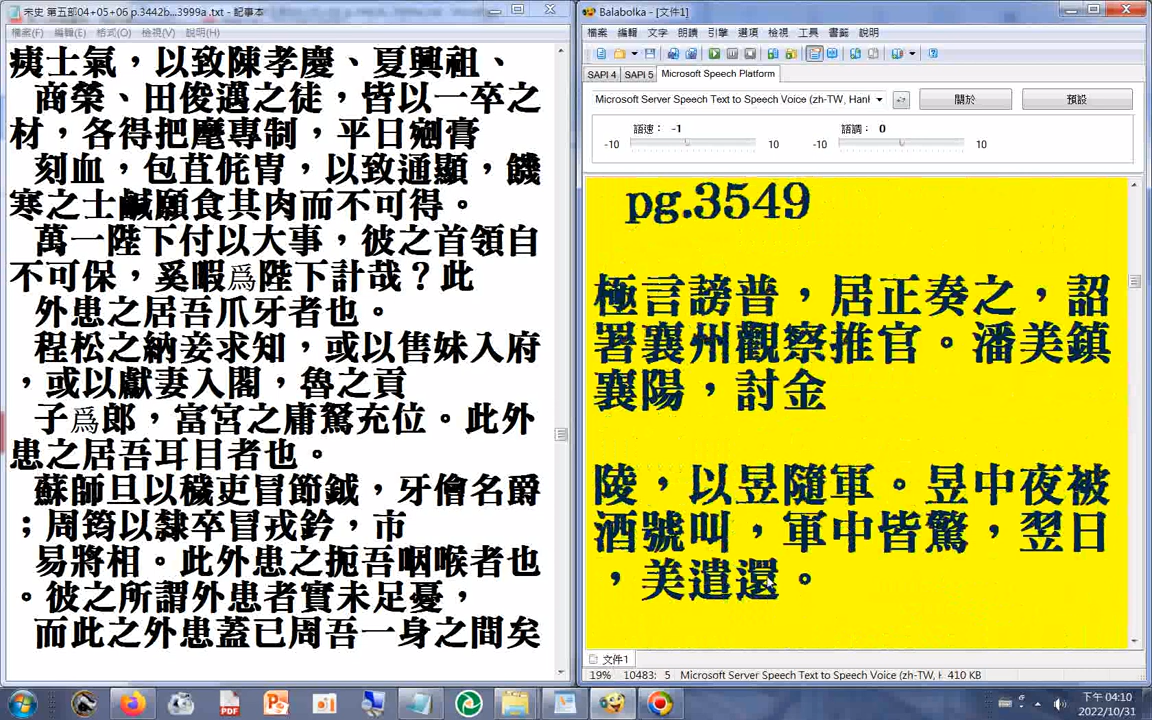 宋史 第五部04+05+06 p.3442b...3999a .txt - 記事本
檔案(F) 編輯(E) 格式(O) 檢視(V) 說明(H)
痍士氣，以致陳孝慶、夏興祖、
商榮、田俊邁之徒，皆以一卒之
材，各得把麾專制，平日剜膏
刻血，包苴侂冑，以致通顯，饑
寒之士鹹願食其肉而不可得。
萬一陛下付以大事，彼之首領自
不可保，奚暇爲陛下計哉？此
外患之居吾爪牙者也。
程松之納妾求知，或以售妹入府
，或以獻妻入閣，魯之貢
子爲郎，富宮之庸駑充位。此外
患之居吾耳目者也。
蘇師旦以穢吏冒節鉞，牙儈名爵
；周筠以隸卒冒戎鈐，市
易將相。此外患之扼吾咽喉者也
。彼之所謂外患者實未足憂，
而此之外患蓋已周吾一身之間矣
Balabolka - [文件1]
檔案 編輯 文字 朗讀 引擎 選項 檢視 工具 書籤 說明
SAPI 4 SAPI 5 Microsoft Speech Platform
Microsoft Server Speech Text to Speech Voice (zh-TW, HanH
關於 預設
語速： -1 語調： 0
-10 10 -10 10
pg.3549
極言謗普，居正奏之，詔
署襄州觀察推官。潘美鎮
襄陽，討金
陵，以昱隨軍。昱中夜被
酒號叫，軍中皆驚，翌日
，美遣還。
文件1
19% 10483: 5 Microsoft Server Speech Text to Speech Voice (zh-TW, H 410 KB
下午 04:10
2022/10/31